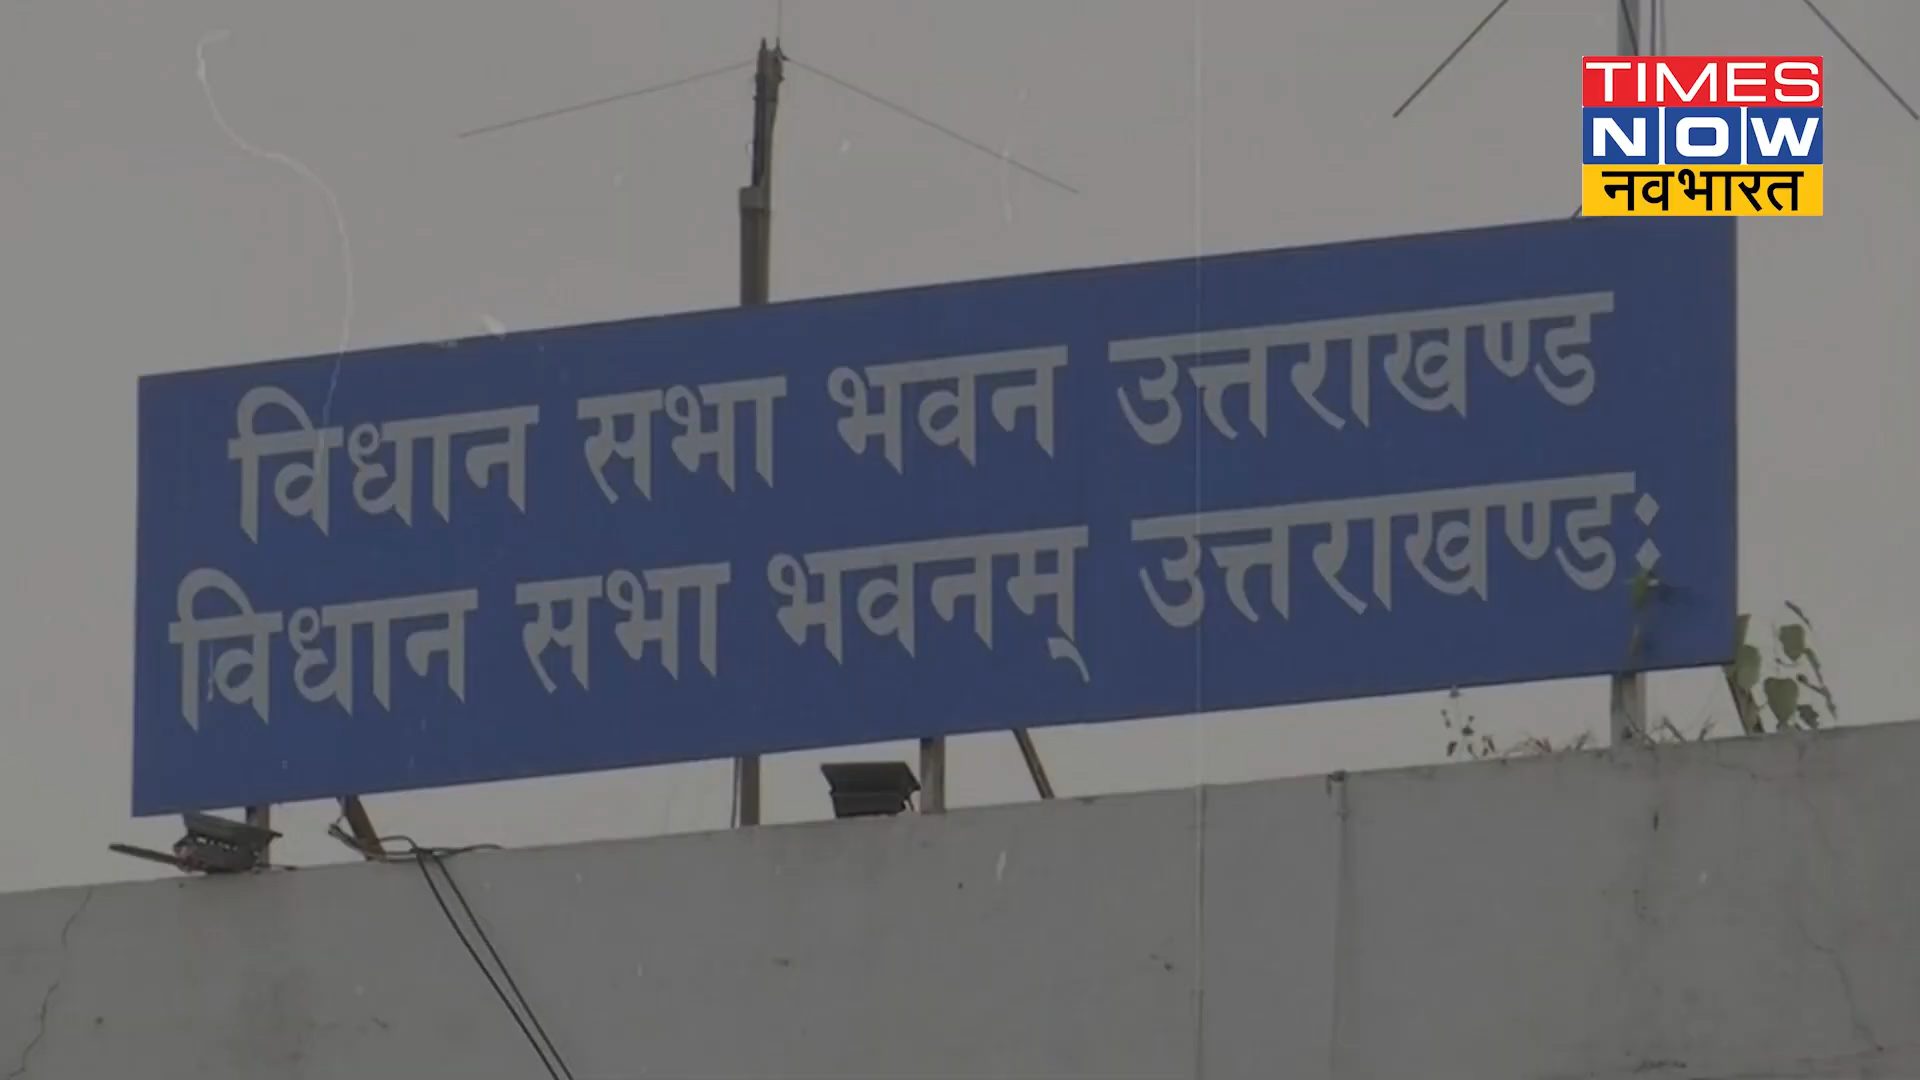 TIMES
NOW
नवभारत
विधान सभा भवन उत्तराखण्ड
विधान सभा भवनम् उत्तराखण्डः